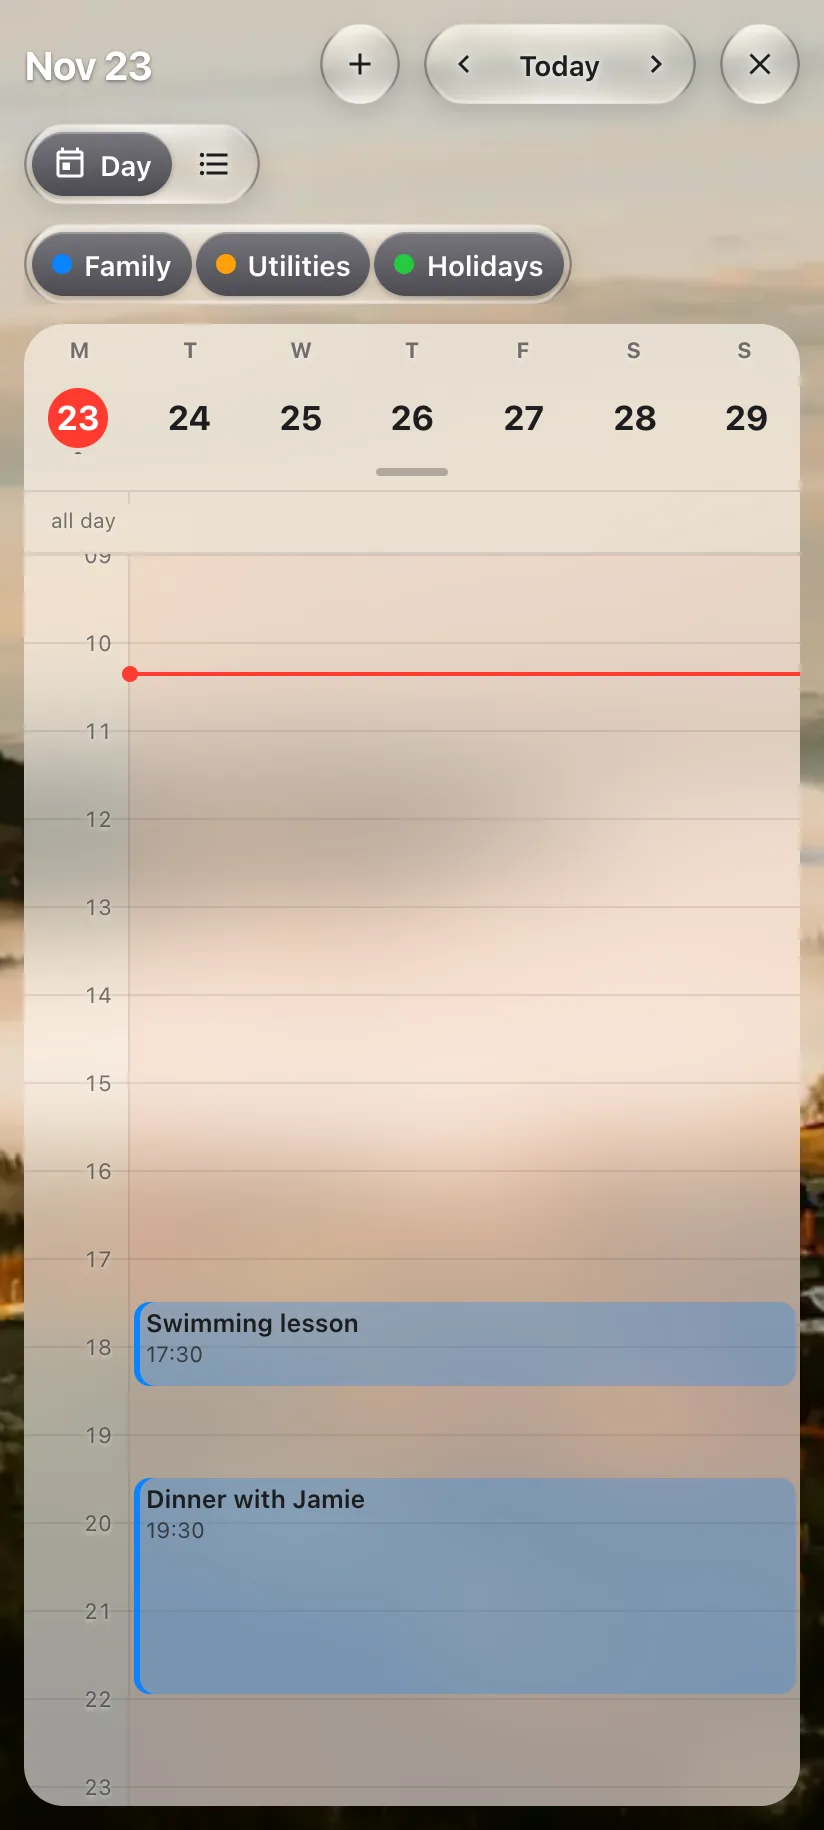 Nov 23
Today
Day
Family Utilities Holidays
M T W T F S S
23 24 25 26 27 28 29
all day
09
10
11
12
13
14
15
16
17
Swimming lesson
18 17:30
19
Dinner with Jamie
20 19:30
21
22
23